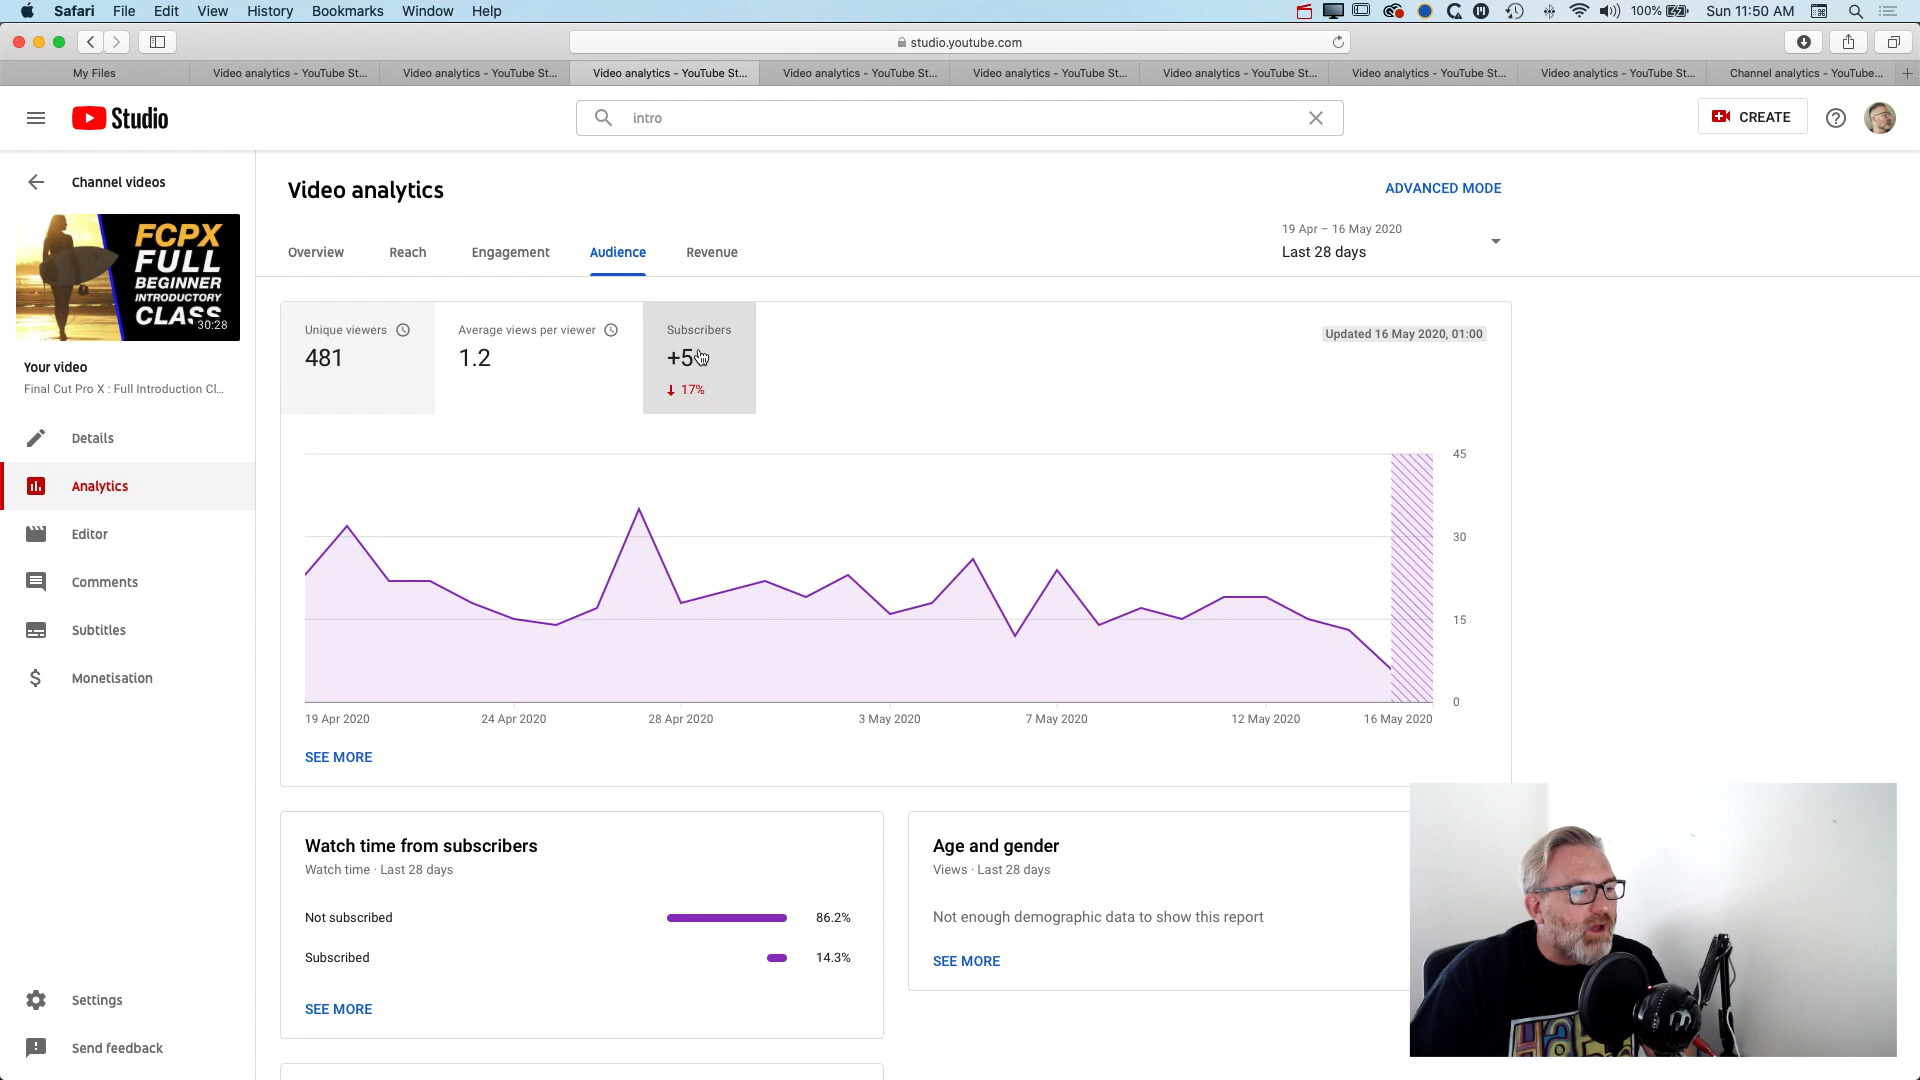 Safari File Edit View History Bookmarks Window Help 100% Sun 11:50 AM
studio.youtube.com
My Files Video analytics - YouTube St... Video analytics - YouTube St... Video analytics - YouTube St... Video analytics - YouTube St... Video analytics - YouTube St... Video analytics - YouTube St... Video analytics - YouTube St... Video analytics - YouTube St... Channel analytics - YouTube...
Studio intro CREATE
Channel videos
FCPX
FULL
BEGINNER
INTRODUCTORY
CLASS
30:28
Your video
Final Cut Pro X : Full Introduction Cl...
Details
Analytics
Editor
Comments
Subtitles
Monetisation
Settings
Send feedback
Video analytics
ADVANCED MODE
Overview Reach Engagement Audience Revenue
19 Apr – 16 May 2020
Last 28 days
Unique viewers
481
Average views per viewer
1.2
Subscribers
+5
17%
Updated 16 May 2020, 01:00
45
30
15
0
19 Apr 2020 24 Apr 2020 28 Apr 2020 3 May 2020 7 May 2020 12 May 2020 16 May 2020
SEE MORE
Watch time from subscribers
Watch time · Last 28 days
Not subscribed 86.2%
Subscribed 14.3%
SEE MORE
Age and gender
Views · Last 28 days
Not enough demographic data to show this report
SEE MORE